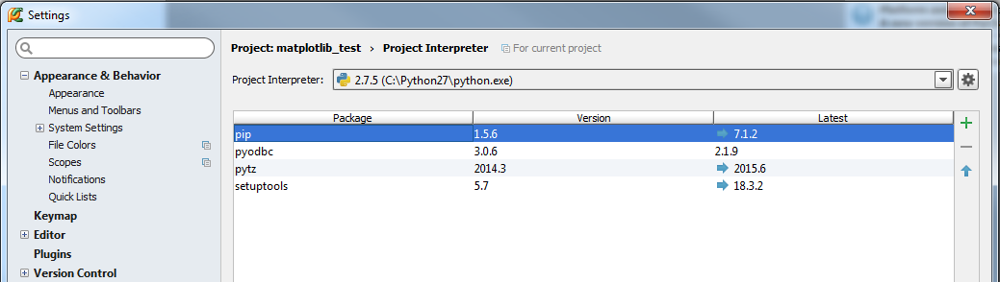 Settings
Project: matplotlib_test › Project Interpreter For current project
Project Interpreter: 2.7.5 (C:\Python27\python.exe)
Appearance & Behavior
Appearance
Menus and Toolbars
System Settings
File Colors
Scopes
Notifications
Quick Lists
Keymap
Editor
Plugins
Version Control
Package Version Latest
pip 1.5.6 7.1.2
pyodbc 3.0.6 2.1.9
pytz 2014.3 2015.6
setuptools 5.7 18.3.2